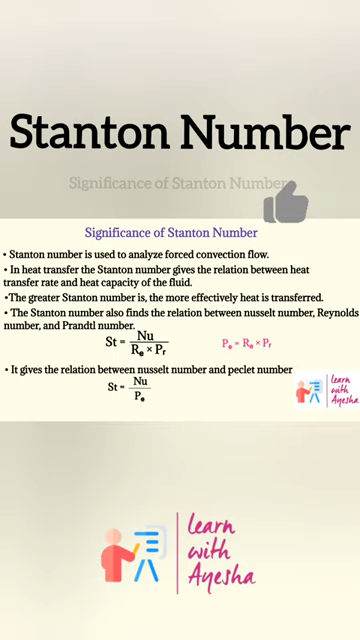 Stanton Number
Significance of Stanton Number
Significance of Stanton Number
• Stanton number is used to analyze forced convection flow.
• In heat transfer the Stanton number gives the relation between heat
transfer rate and heat capacity of the fluid.
•The greater Stanton number is, the more effectively heat is transferred.
• The Stanton number also finds the relation between nusselt number, Reynolds
number, and Prandtl number.
St = Nu / Re × Pr
Pe = Re × Pr
• It gives the relation between nusselt number and peclet number
St = Nu / Pe
learn
with
Ayesha
learn
with
Ayesha